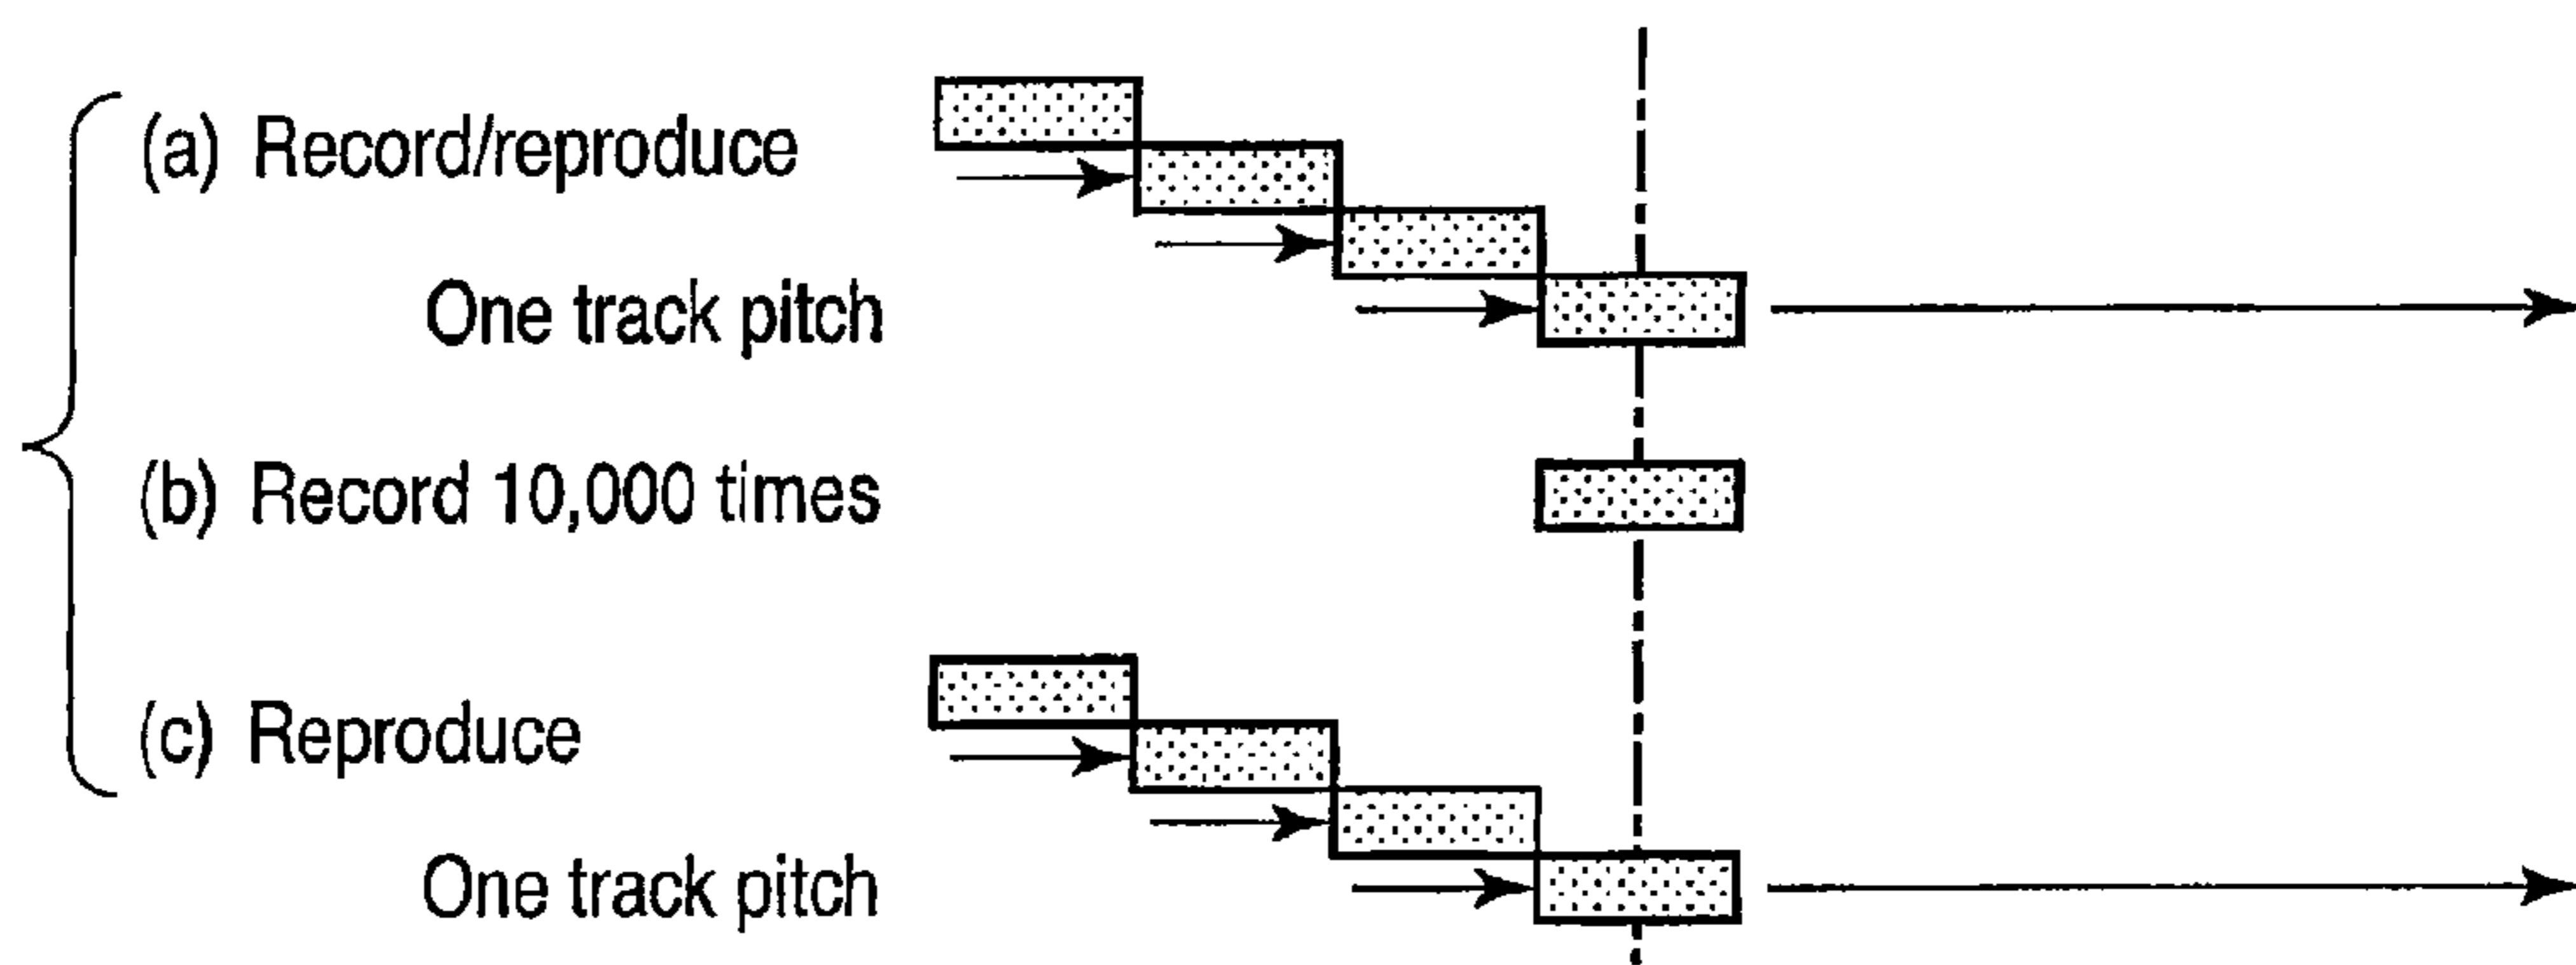 (a) Record/reproduce
One track pitch
(b) Record 10,000 times
(c) Reproduce
One track pitch